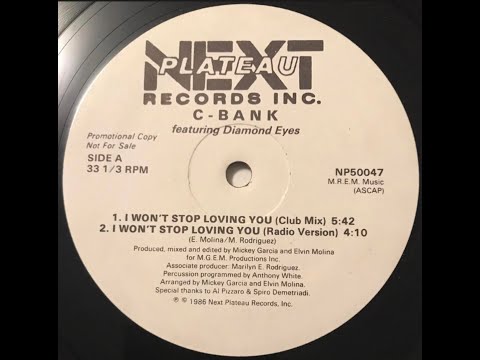 NEXT
PLATEAU
RECORDS INC.
C-BANK
featuring Diamond Eyes
Promotional Copy
Not For Sale
SIDE A
33 1/3 RPM
NP50047
M.R.E.M. Music
(ASCAP)
1. I WON'T STOP LOVING YOU (Club Mix) 5:42
2. I WON'T STOP LOVING YOU (Radio Version) 4:10
(E. Molina/M. Rodriguez)
Produced, mixed and edited by Mickey Garcia and Elvin Molina
for M.G.E.M. Productions Inc.
Associate producer: Marilyn E. Rodriguez.
Percussion programmed by Anthony White.
Arranged by Mickey Garcia and Elvin Molina.
Special thanks to Al Pizzaro & Spiro Demetriadi.
℗ © 1986 Next Plateau Records, Inc.